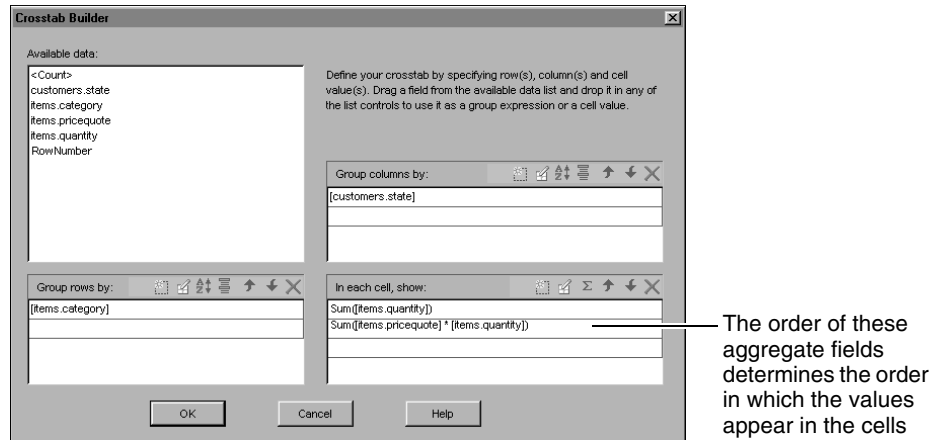 Crosstab Builder
Available data:
<Count>
customers.state
items.category
items.pricequote
items.quantity
RowNumber
Define your crosstab by specifying row(s), column(s) and cell
value(s). Drag a field from the available data list and drop it in any of
the list controls to use it as a group expression or a cell value.
Group columns by:
[customers.state]
Group rows by:
[items.category]
In each cell, show:
Sum([items.quantity])
Sum([items.pricequote] * [items.quantity])
The order of these
aggregate fields
determines the order
in which the values
appear in the cells
OK
Cancel
Help